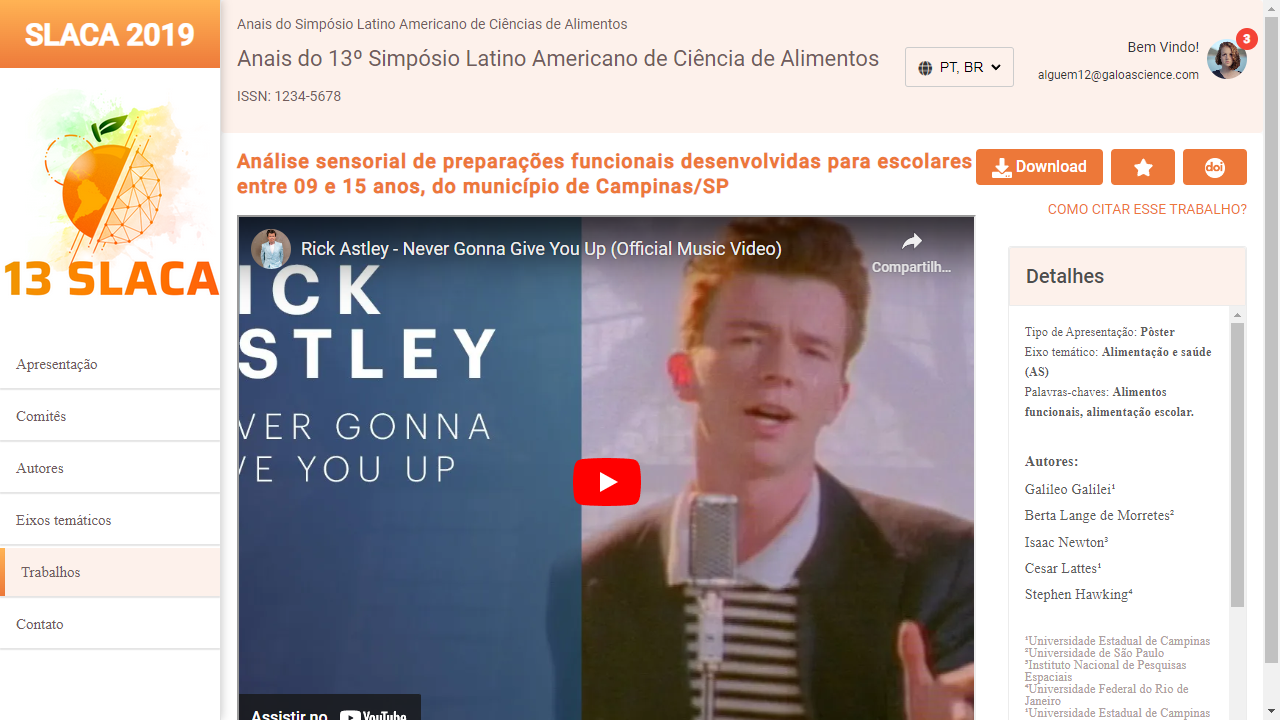 SLACA 2019
13 SLACA
Apresentação
Comitês
Autores
Eixos temáticos
Trabalhos
Contato
Anais do Simpósio Latino Americano de Ciências de Alimentos
Anais do 13º Simpósio Latino Americano de Ciência de Alimentos
ISSN: 1234-5678
PT, BR
Bem Vindo!
alguem12@galoascience.com
3
Análise sensorial de preparações funcionais desenvolvidas para escolares
entre 09 e 15 anos, do município de Campinas/SP
Download
doi
COMO CITAR ESSE TRABALHO?
Rick Astley - Never Gonna Give You Up (Official Music Video)
Compartilh...
ICK
STLEY
VER GONNA
VE YOU UP
Assistir no YouTube
Detalhes
Tipo de Apresentação: Pôster
Eixo temático: Alimentação e saúde
(AS)
Palavras-chaves: Alimentos
funcionais, alimentação escolar.
Autores:
Galileo Galilei¹
Berta Lange de Morretes²
Isaac Newton³
Cesar Lattes¹
Stephen Hawking⁴
¹Universidade Estadual de Campinas
²Universidade de São Paulo
³Instituto Nacional de Pesquisas
Espaciais
⁴Universidade Federal do Rio de
Janeiro
¹Universidade Estadual de Campinas